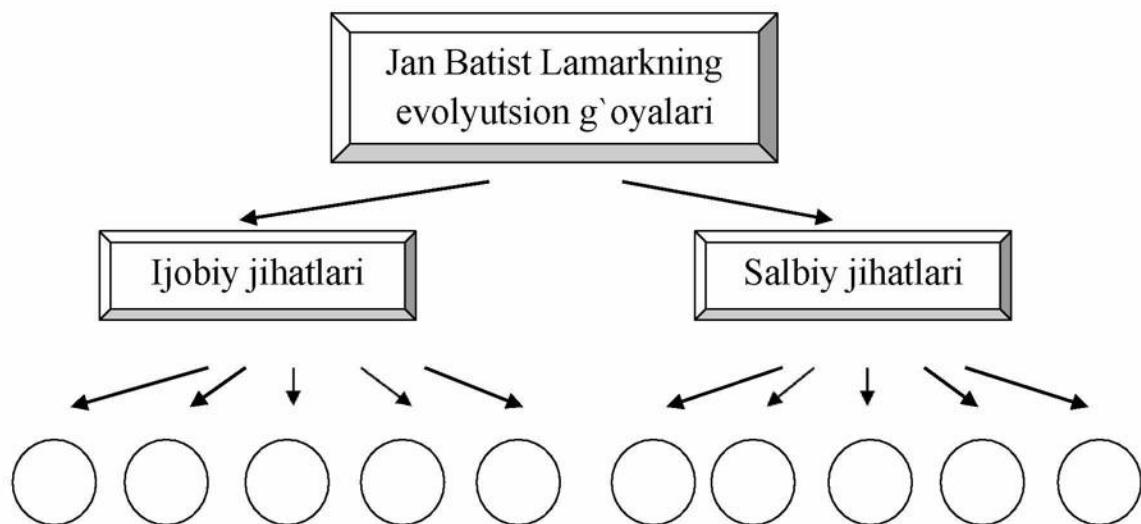 Jan Batist Lamarkning
evolyutsion g`oyalari
Ijobiy jihatlari
Salbiy jihatlari